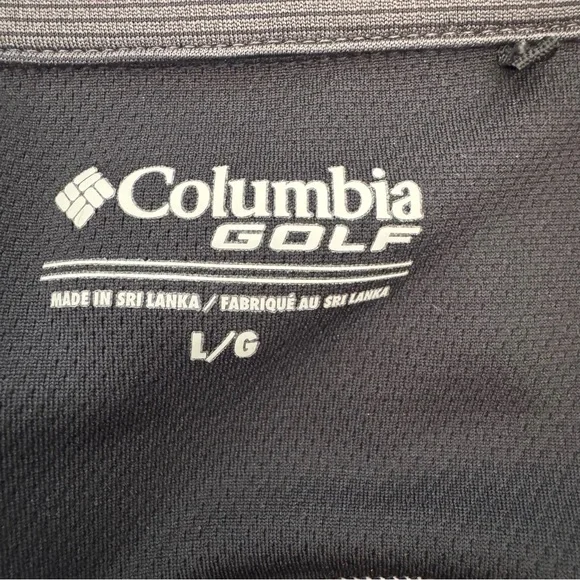 Columbia
GOLF
MADE IN SRI LANKA / FABRIQUÉ AU SRI LANKA
L/G